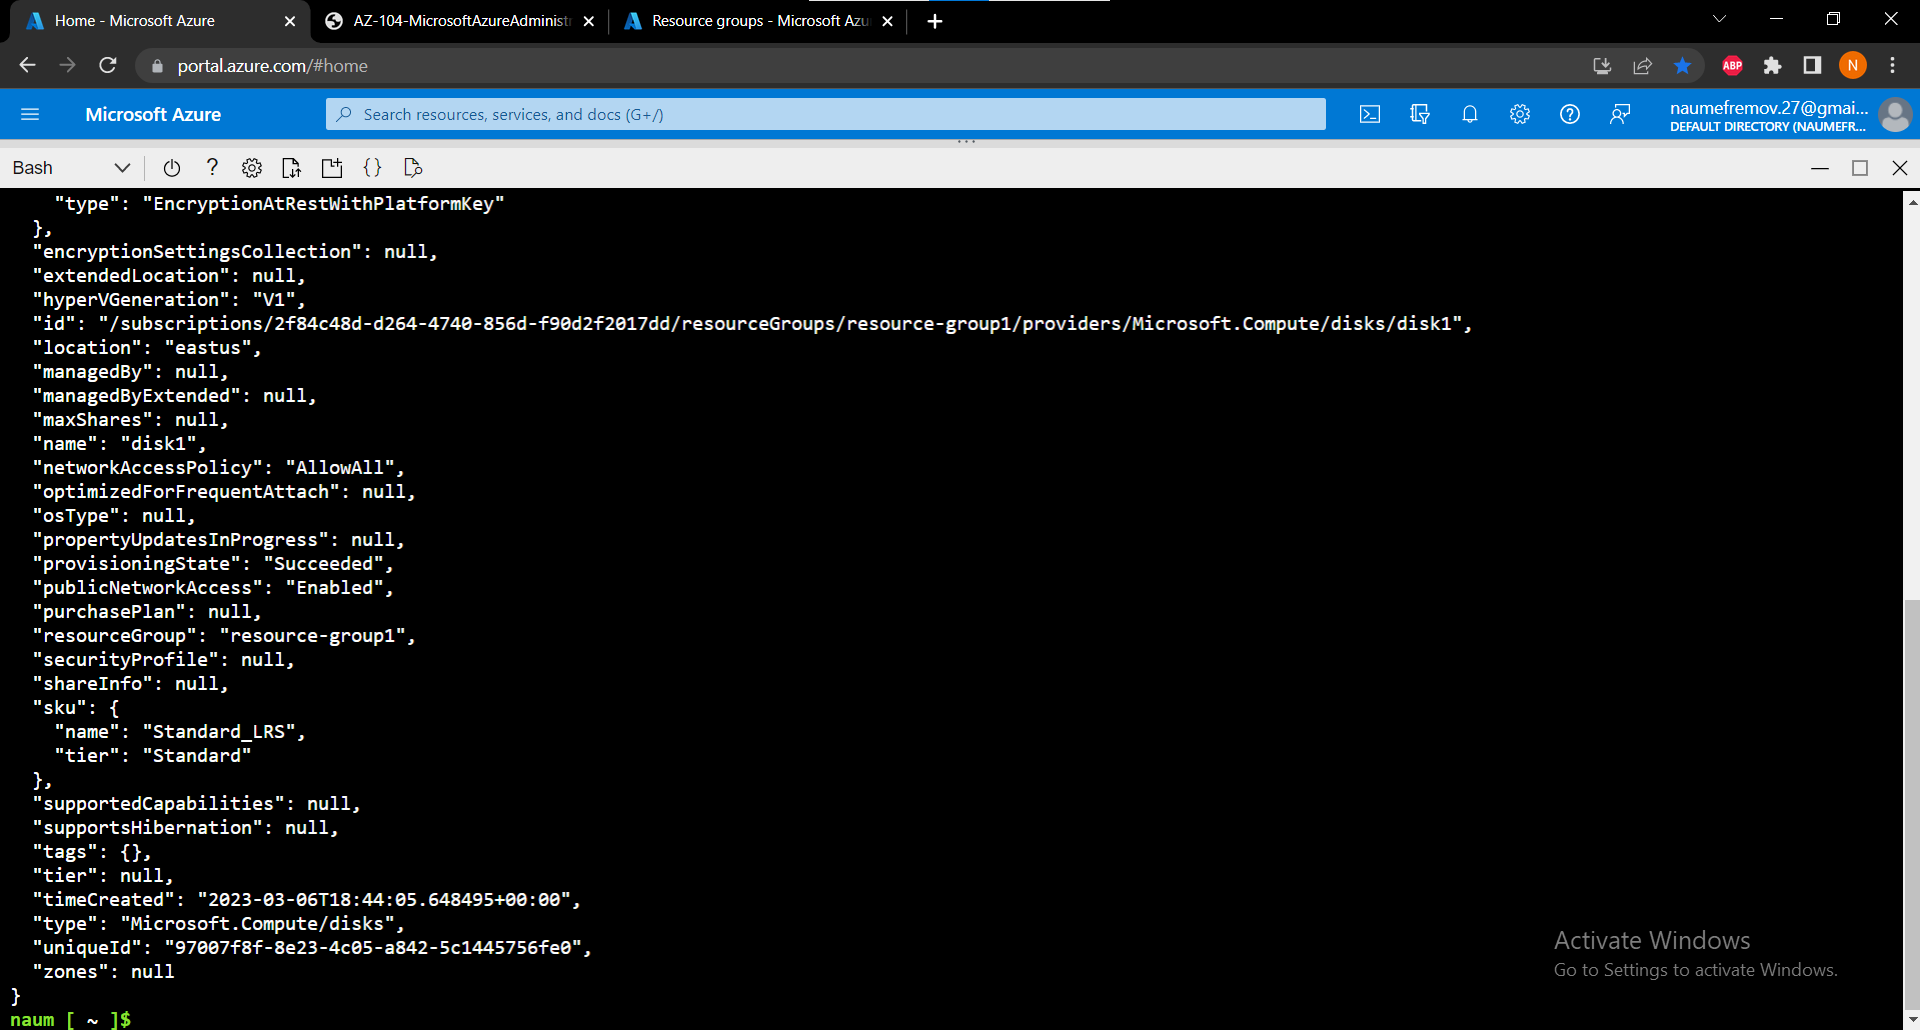 Home - Microsoft Azure
AZ-104-MicrosoftAzureAdminist
Resource groups - Microsoft Azu
portal.azure.com/#home
ABP
N
Microsoft Azure
Search resources, services, and docs (G+/)
naumefremov.27@gmai...
DEFAULT DIRECTORY (NAUMEFR...
Bash
"type": "EncryptionAtRestWithPlatformKey"
},
"encryptionSettingsCollection": null,
"extendedLocation": null,
"hyperVGeneration": "V1",
"id": "/subscriptions/2f84c48d-d264-4740-856d-f90d2f2017dd/resourceGroups/resource-group1/providers/Microsoft.Compute/disks/disk1",
"location": "eastus",
"managedBy": null,
"managedByExtended": null,
"maxShares": null,
"name": "disk1",
"networkAccessPolicy": "AllowAll",
"optimizedForFrequentAttach": null,
"osType": null,
"propertyUpdatesInProgress": null,
"provisioningState": "Succeeded",
"publicNetworkAccess": "Enabled",
"purchasePlan": null,
"resourceGroup": "resource-group1",
"securityProfile": null,
"shareInfo": null,
"sku": {
"name": "Standard_LRS",
"tier": "Standard"
},
"supportedCapabilities": null,
"supportsHibernation": null,
"tags": {},
"tier": null,
"timeCreated": "2023-03-06T18:44:05.648495+00:00",
"type": "Microsoft.Compute/disks",
"uniqueId": "97007f8f-8e23-4c05-a842-5c1445756fe0",
"zones": null
}
naum [ ~ ]$
Activate Windows
Go to Settings to activate Windows.